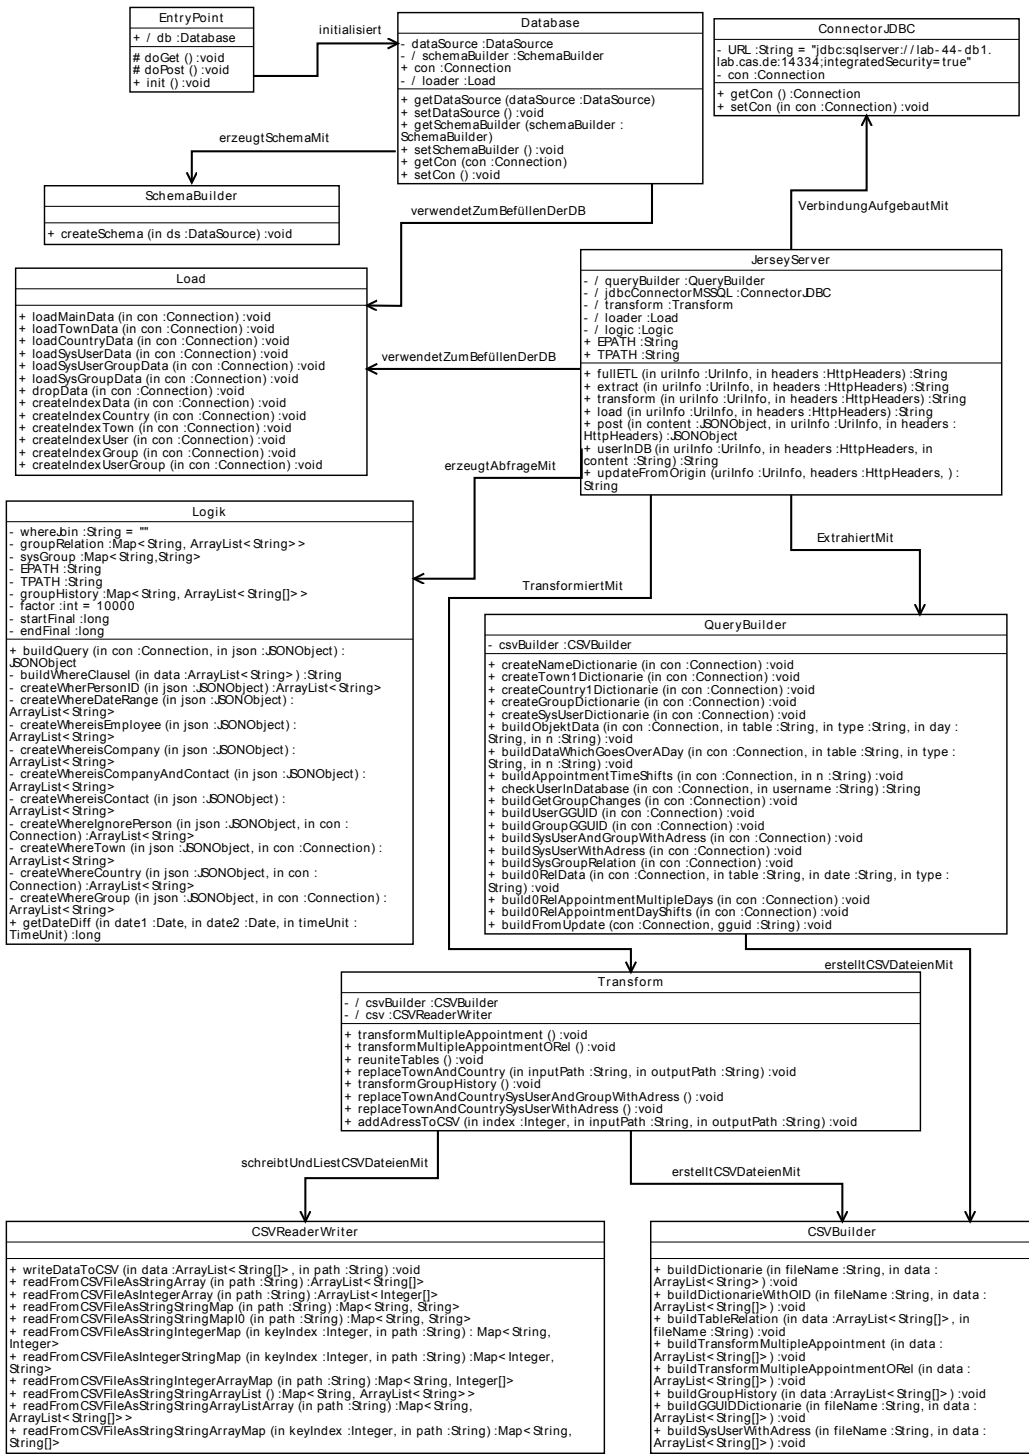 EntryPoint
+ / db :Database
# doGet () :void
# doPost () :void
+ init () :void
initialisiert
Database
- dataSource :DataSource
- / schemaBuilder :SchemaBuilder
+ con :Connection
- / loader :Load
+ getDataSource (dataSource :DataSource)
+ setDataSource () :void
+ getSchemaBuilder (schemaBuilder :
SchemaBuilder)
+ setSchemaBuilder () :void
+ getCon (con :Connection)
+ setCon () :void
ConnectorJDBC
- URL :String = "jdbc:sqlserver://lab-44-db1.
lab.cas.de:14334;integratedSecurity=true"
- con :Connection
+ getCon () :Connection
+ setCon (in con :Connection) :void
erzeugtSchemaMit
SchemaBuilder
+ createSchema (in ds :DataSource) :void
verwendetZumBefüllenDerDB
VerbindungAufgebautMit
Load
+ loadMainData (in con :Connection) :void
+ loadTownData (in con :Connection) :void
+ loadCountryData (in con :Connection) :void
+ loadSysUserData (in con :Connection) :void
+ loadSysUserGroupData (in con :Connection) :void
+ loadSysGroupData (in con :Connection) :void
+ dropData (in con :Connection) :void
+ createIndexData (in con :Connection) :void
+ createIndexCountry (in con :Connection) :void
+ createIndexTown (in con :Connection) :void
+ createIndexUser (in con :Connection) :void
+ createIndexGroup (in con :Connection) :void
+ createIndexUserGroup (in con :Connection) :void
verwendetZumBefüllenDerDB
JerseyServer
- / queryBuilder :QueryBuilder
- / jdbcConnectorMSSQL :ConnectorJDBC
- / transform :Transform
- / loader :Load
- / logic :Logic
+ EPATH :String
+ TPATH :String
+ fullETL (in uriInfo :UriInfo, in headers :HttpHeaders) :String
+ extract (in uriInfo :UriInfo, in headers :HttpHeaders) :String
+ transform (in uriInfo :UriInfo, in headers :HttpHeaders) :String
+ load (in uriInfo :UriInfo, in headers :HttpHeaders) :String
+ post (in content :JSONObject, in uriInfo :UriInfo, in headers :
HttpHeaders) :JSONObject
+ userInDB (in uriInfo :UriInfo, in headers :HttpHeaders, in
content :String) :String
+ updateFromOrigin (uriInfo :UriInfo, headers :HttpHeaders, ) :
String
erzeugtAbfrageMit
Logik
- whereJoin :String = ""
- groupRelation :Map<String, ArrayList<String>>
- sysGroup :Map<String,String>
- EPATH :String
- TPATH :String
- groupHistory :Map<String, ArrayList<String[]>>
- factor :int = 10000
- startFinal :long
- endFinal :long
+ buildQuery (in con :Connection, in json :JSONObject) :
JSONObject
- buildWhereClausel (in data :ArrayList<String>) :String
- createWherPersonID (in json :JSONObject) :ArrayList<String>
- createWhereDateRange (in json :JSONObject) :
ArrayList<String>
- createWhereisEmployee (in json :JSONObject) :
ArrayList<String>
- createWhereisCompany (in json :JSONObject) :
ArrayList<String>
- createWhereisCompanyAndContact (in json :JSONObject) :
ArrayList<String>
- createWhereisContact (in json :JSONObject) :
ArrayList<String>
- createWhereIgnorePerson (in json :JSONObject, in con :
Connection) :ArrayList<String>
- createWhereTown (in json :JSONObject, in con :Connection) :
ArrayList<String>
- createWhereCountry (in json :JSONObject, in con :
Connection) :ArrayList<String>
- createWhereGroup (in json :JSONObject, in con :Connection) :
ArrayList<String>
+ getDateDiff (in date1 :Date, in date2 :Date, in timeUnit :
TimeUnit) :long
TransformiertMit
ExtrahiertMit
QueryBuilder
- csvBuilder :CSVBuilder
+ createNameDictionarie (in con :Connection) :void
+ createTown1Dictionarie (in con :Connection) :void
+ createCountry1Dictionarie (in con :Connection) :void
+ createGroupDictionarie (in con :Connection) :void
+ createSysUserDictionarie (in con :Connection) :void
+ buildObjektData (in con :Connection, in table :String, in type :String, in day :
String, in n :String) :void
+ buildDataWhichGoesOverADay (in con :Connection, in table :String, in type :
String, in n :String) :void
+ buildAppointmentTimeShifts (in con :Connection, in n :String) :void
+ checkUserInDatabase (in con :Connection, in username :String) :String
+ buildGetGroupChanges (in con :Connection) :void
+ buildUserGGUID (in con :Connection) :void
+ buildGroupGGUID (in con :Connection) :void
+ buildSysUserAndGroupWithAdress (in con :Connection) :void
+ buildSysUserWithAdress (in con :Connection) :void
+ buildSysGroupRelation (in con :Connection) :void
+ build0RelData (in con :Connection, in table :String, in date :String, in type :
String) :void
+ build0RelAppointmentMultipleDays (in con :Connection) :void
+ build0RelAppointmentDayShifts (in con :Connection) :void
+ buildFromUpdate (con :Connection, gguid :String) :void
erstelltCSVDateienMit
Transform
- / csvBuilder :CSVBuilder
- / csv :CSVReaderWriter
+ transformMultipleAppointment () :void
+ transformMultipleAppointmentORel () :void
+ reuniteTables () :void
+ replaceTownAndCountry (in inputPath :String, in outputPath :String) :void
+ transformGroupHistory () :void
+ replaceTownAndCountrySysUserAndGroupWithAdress () :void
+ replaceTownAndCountrySysUserWithAdress () :void
+ addAdressToCSV (in index :Integer, in inputPath :String, in outputPath :String) :void
schreibtUndLiestCSVDateienMit
erstelltCSVDateienMit
CSVReaderWriter
+ writeDataToCSV (in data :ArrayList<String[]>, in path :String) :void
+ readFromCSVFileAsStringArray (in path :String) :ArrayList<String[]>
+ readFromCSVFileAsIntegerArray (in path :String) :ArrayList<Integer[]>
+ readFromCSVFileAsStringStringMap (in path :String) :Map<String, String>
+ readFromCSVFileAsStringStringMapI0 (in path :String) :Map<String, String>
+ readFromCSVFileAsStringIntegerMap (in keyIndex :Integer, in path :String) :Map<String,
Integer>
+ readFromCSVFileAsIntegerStringMap (in keyIndex :Integer, in path :String) :Map<Integer,
String>
+ readFromCSVFileAsStringIntegerArrayMap (in path :String) :Map<String, Integer[]>
+ readFromCSVFileAsStringStringArrayList () :Map<String, ArrayList<String>>
+ readFromCSVFileAsStringStringArrayListArray (in path :String) :Map<String,
ArrayList<String[]>>
+ readFromCSVFileAsStringStringArrayMap (in keyIndex :Integer, in path :String) :Map<String,
String[]>
CSVBuilder
+ buildDictionarie (in fileName :String, in data :
ArrayList<String>) :void
+ buildDictionarieWithOID (in fileName :String, in data :
ArrayList<String[]>) :void
+ buildTableRelation (in data :ArrayList<String[]>, in
fileName :String) :void
+ buildTransformMultipleAppointment (in data :
ArrayList<String[]>) :void
+ buildTransformMultipleAppointmentORel (in data :
ArrayList<String[]>) :void
+ buildGroupHistory (in data :ArrayList<String[]>) :void
+ buildGGUIDDictionarie (in fileName :String, in data :
ArrayList<String[]>) :void
+ buildSysUserWithAdress (in fileName :String, in data :
ArrayList<String[]>) :void